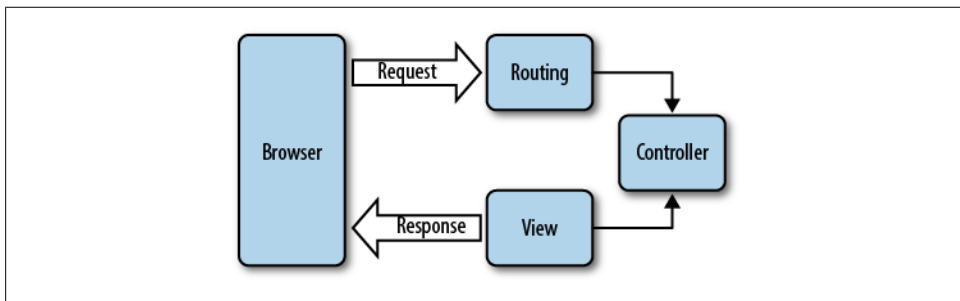 Request
Routing
Browser
Controller
Response
View